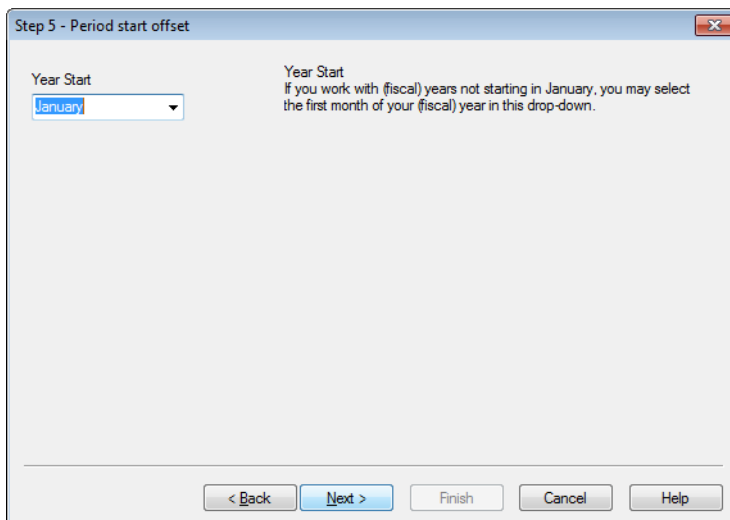 Step 5 - Period start offset
Year Start
January
Year Start
If you work with (fiscal) years not starting in January, you may select
the first month of your (fiscal) year in this drop-down.
< Back
Next >
Finish
Cancel
Help